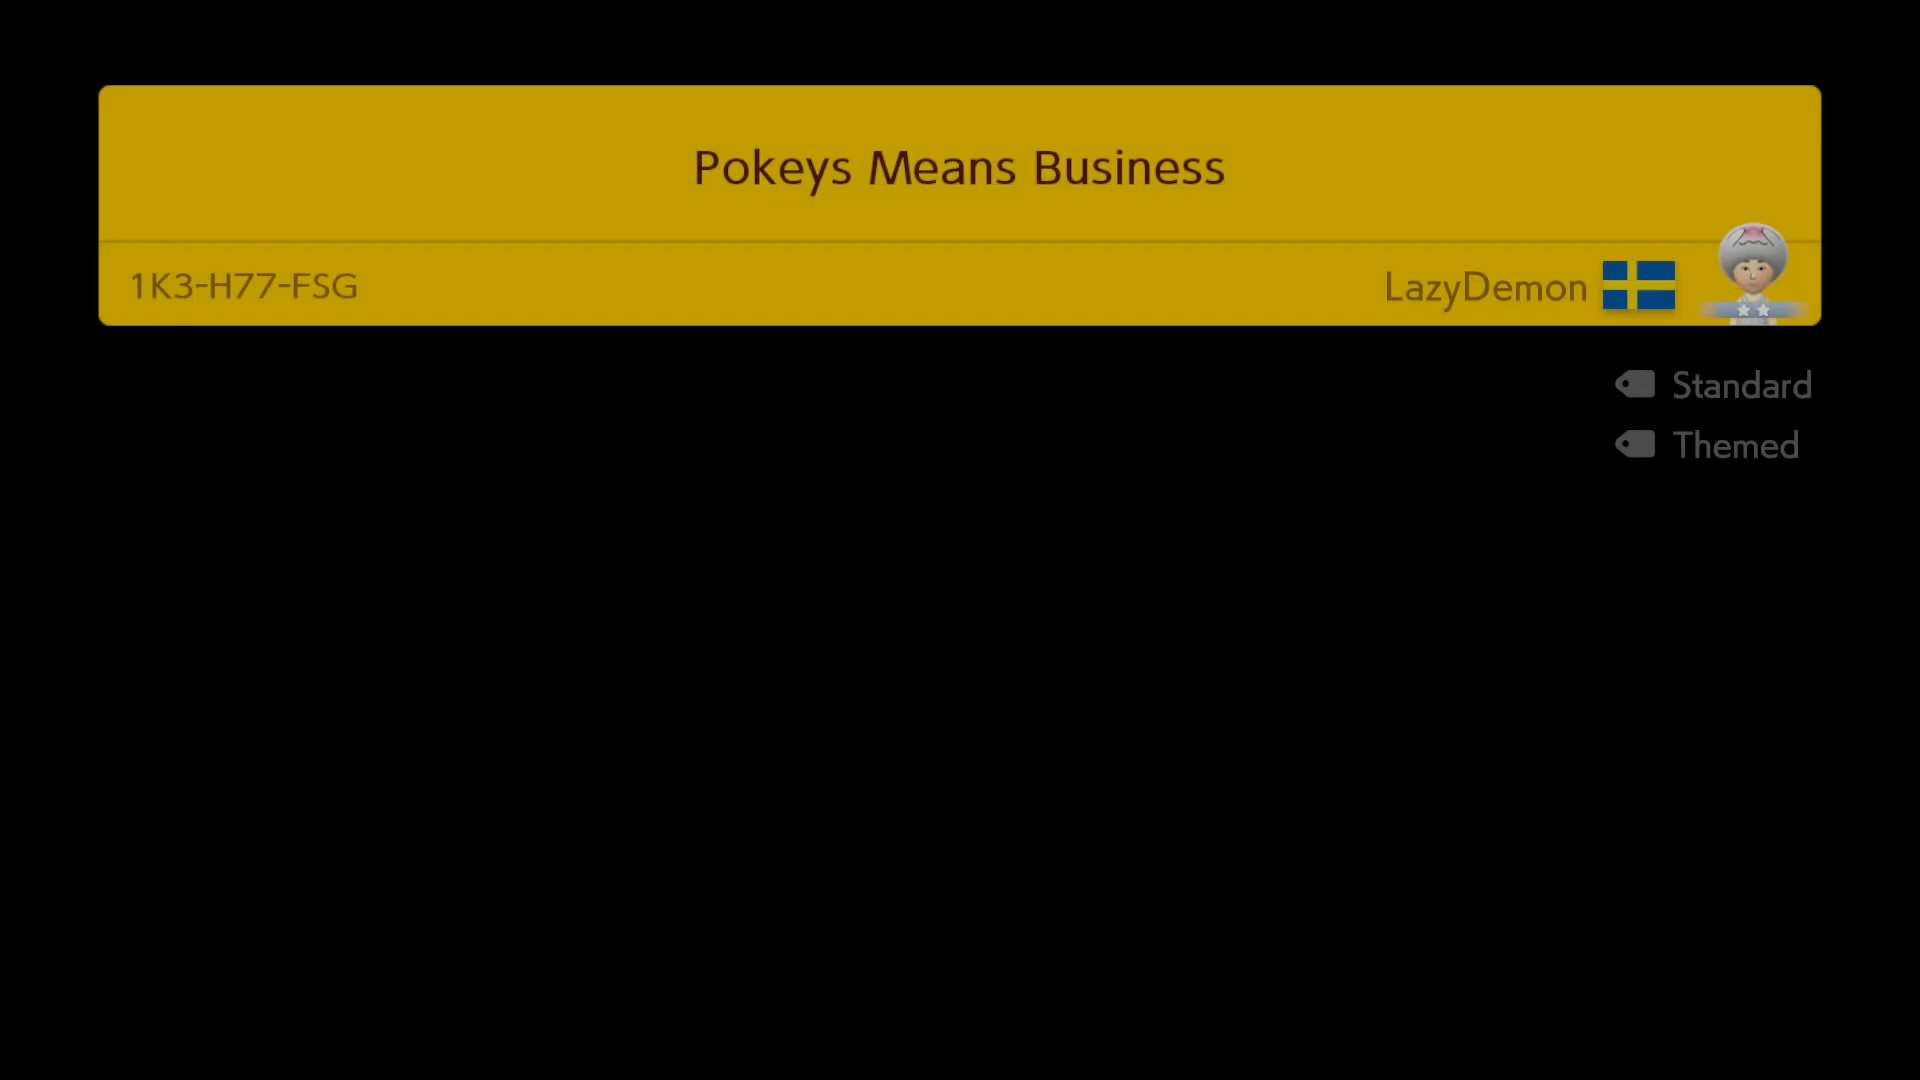 Pokeys Means Business
1K3-H77-FSG
LazyDemon
Standard
Themed